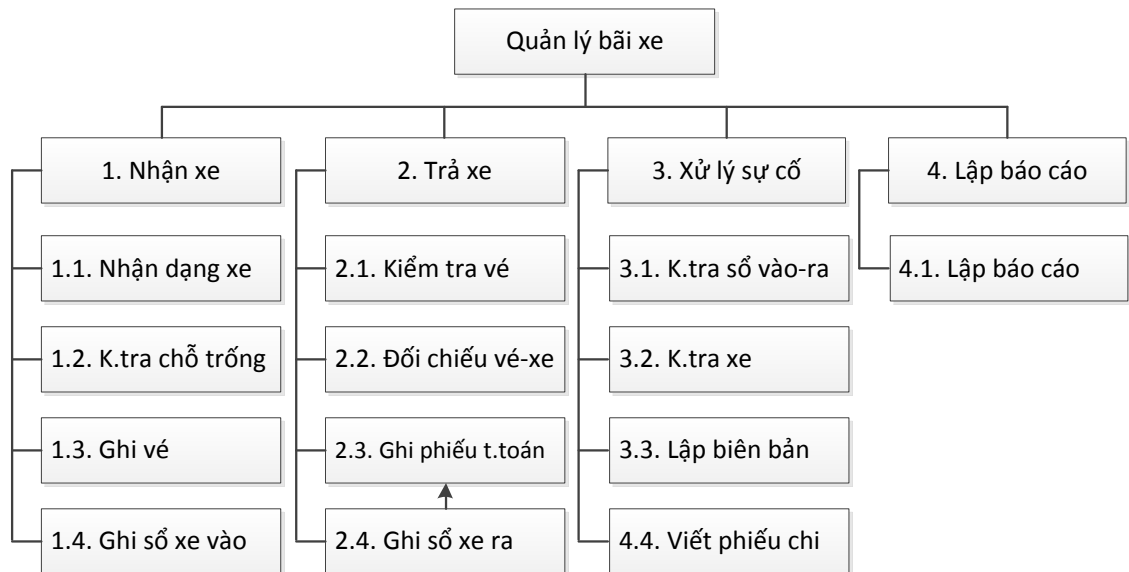 Quản lý bãi xe
1. Nhận xe
2. Trả xe
3. Xử lý sự cố
4. Lập báo cáo
1.1. Nhận dạng xe
2.1. Kiểm tra vé
3.1. K.tra sổ vào-ra
4.1. Lập báo cáo
1.2. K.tra chỗ trống
2.2. Đối chiếu vé-xe
3.2. K.tra xe
1.3. Ghi vé
2.3. Ghi phiếu t.toán
3.3. Lập biên bản
1.4. Ghi sổ xe vào
2.4. Ghi sổ xe ra
4.4. Viết phiếu chi